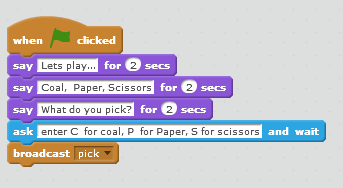 when clicked
say Lets play... for 2 secs
say Coal, Paper, Scissors for 2 secs
say What do you pick? for 2 secs
ask enter C for coal, P for Paper, S for scissors and wait
broadcast pick